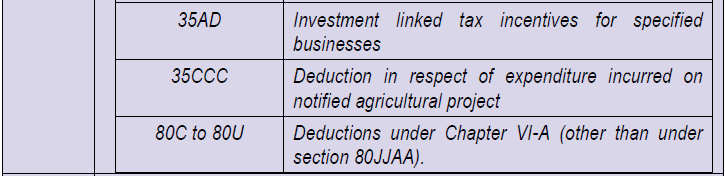 35AD Investment linked tax incentives for specified
businesses
35CCC Deduction in respect of expenditure incurred on
notified agricultural project
80C to 80U Deductions under Chapter VI-A (other than under
section 80JJAA).